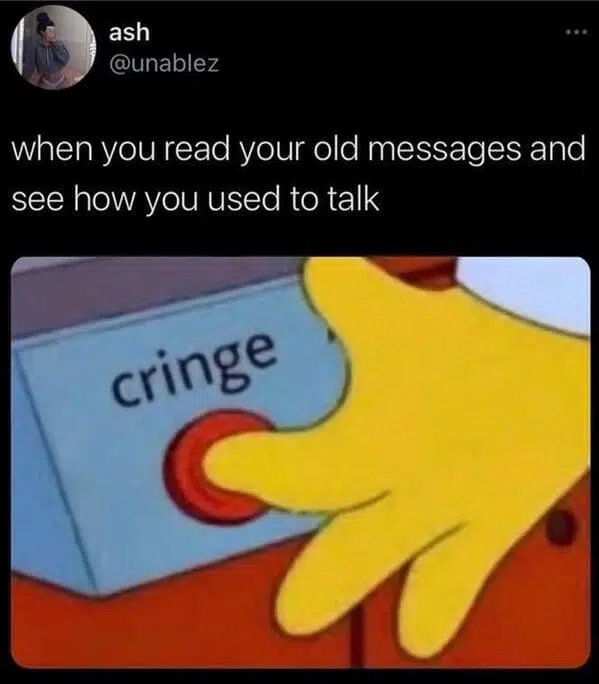 ash
@unablez
when you read your old messages and
see how you used to talk
cringe